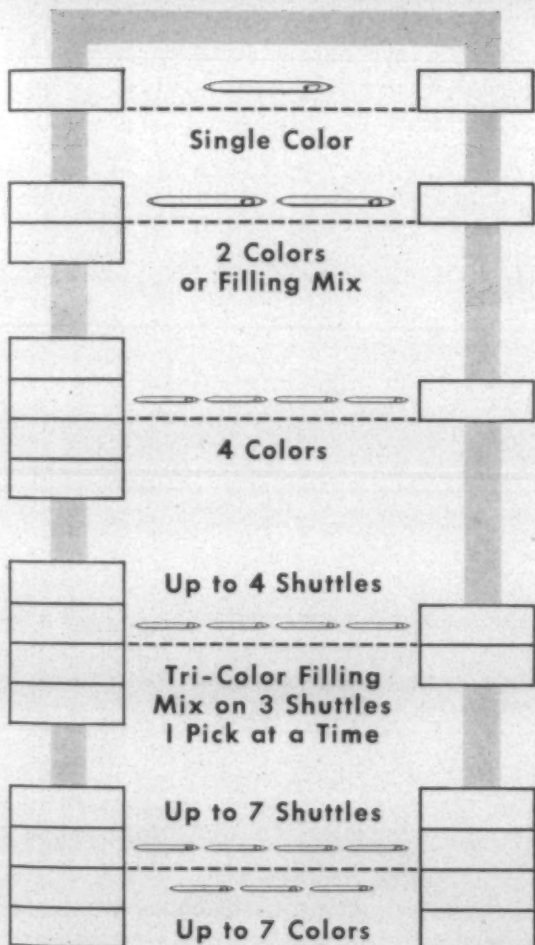 Single Color
2 Colors
or Filling Mix
4 Colors
Up to 4 Shuttles
Tri-Color Filling
Mix on 3 Shuttles
I Pick at a Time
Up to 7 Shuttles
Up to 7 Colors